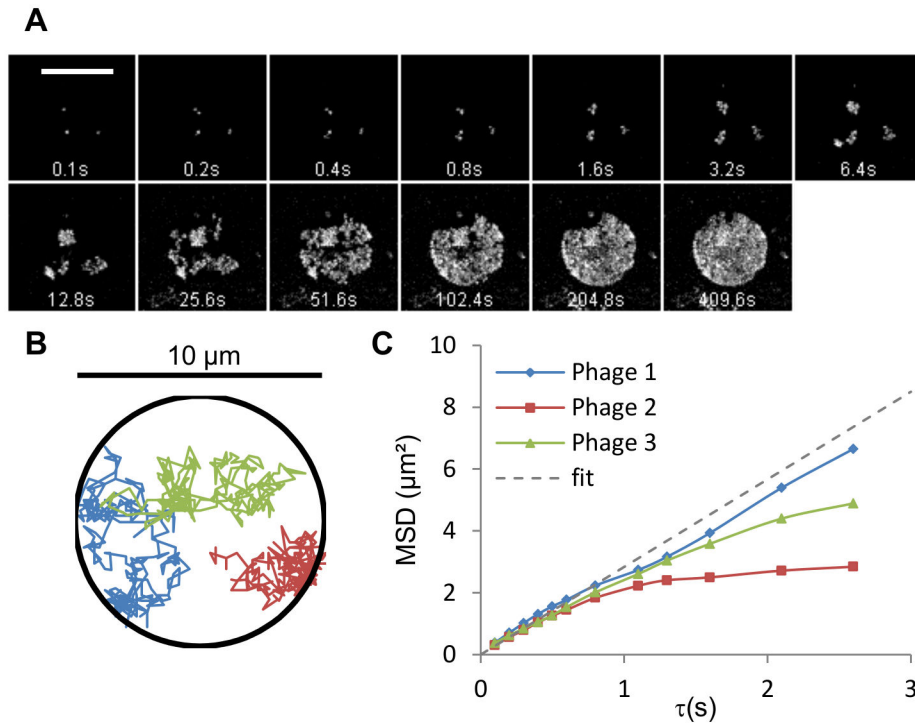 A
0.1s 0.2s 0.4s 0.8s 1.6s 3.2s 6.4s
12.8s 25.6s 51.6s 102.4s 204.8s 409.6s
B
10 µm
C
10
8
6
4
2
0
MSD (µm²)
Phage 1
Phage 2
Phage 3
fit
0 1 2 3
τ(s)